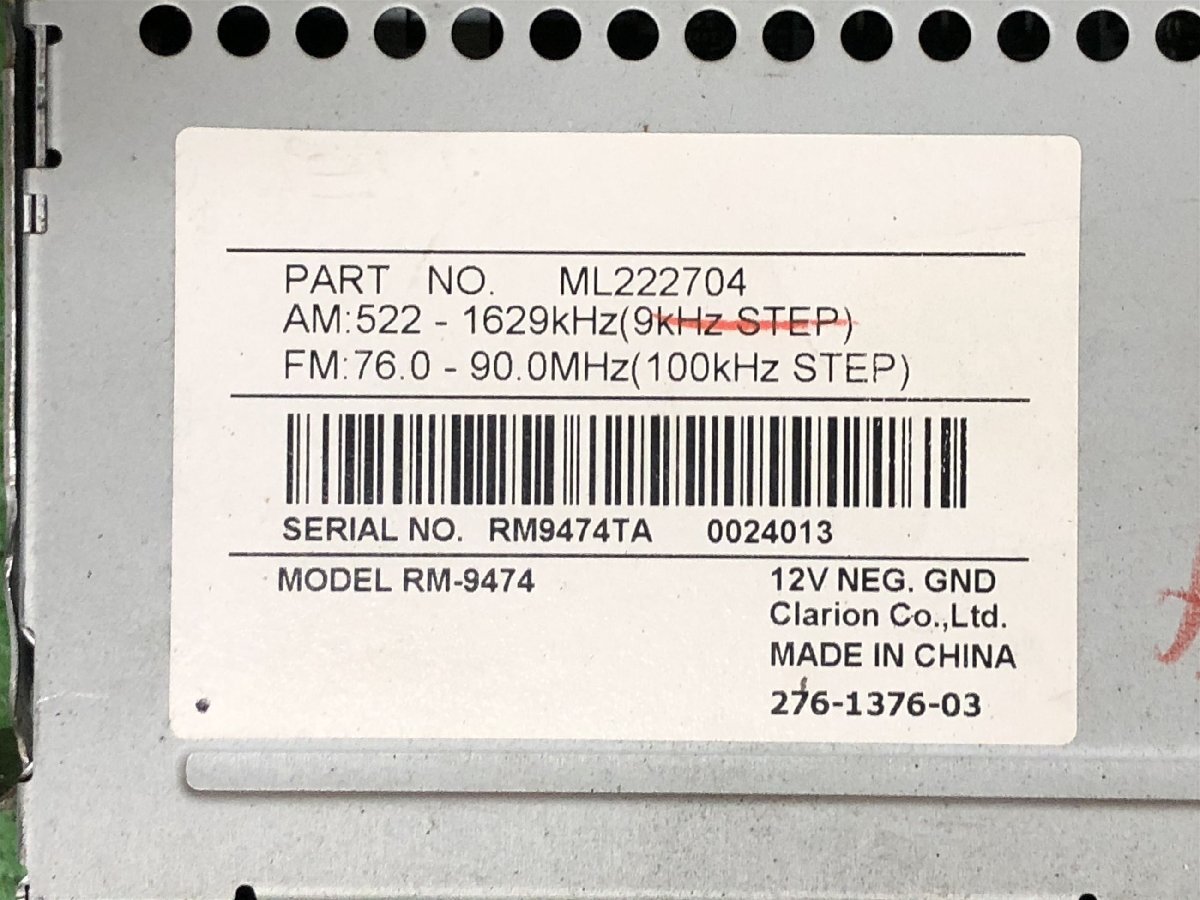 PART NO. ML222704
AM:522 - 1629kHz(9kHz STEP)
FM:76.0 - 90.0MHz(100kHz STEP)
SERIAL NO. RM9474TA 0024013
MODEL RM-9474 12V NEG. GND
Clarion Co.,Ltd.
MADE IN CHINA
276-1376-03